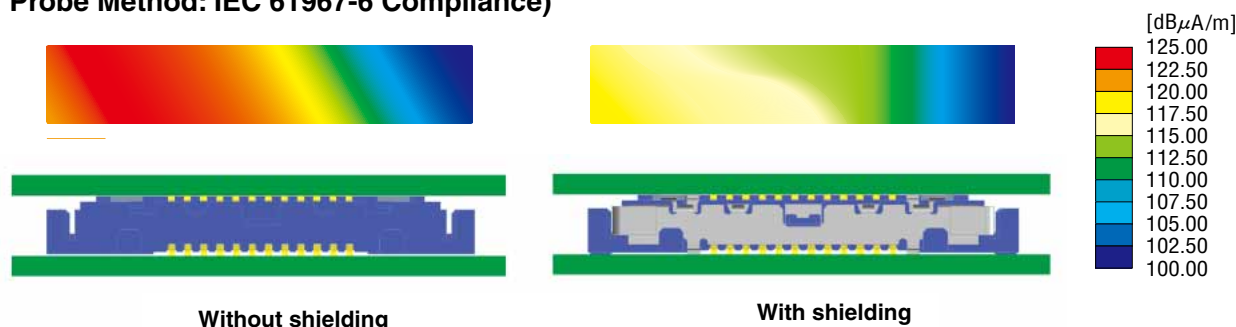 Probe Method: IEC 61967-6 Compliance)
[dBµA/m]
125.00
122.50
120.00
117.50
115.00
112.50
110.00
107.50
105.00
102.50
100.00
Without shielding
With shielding